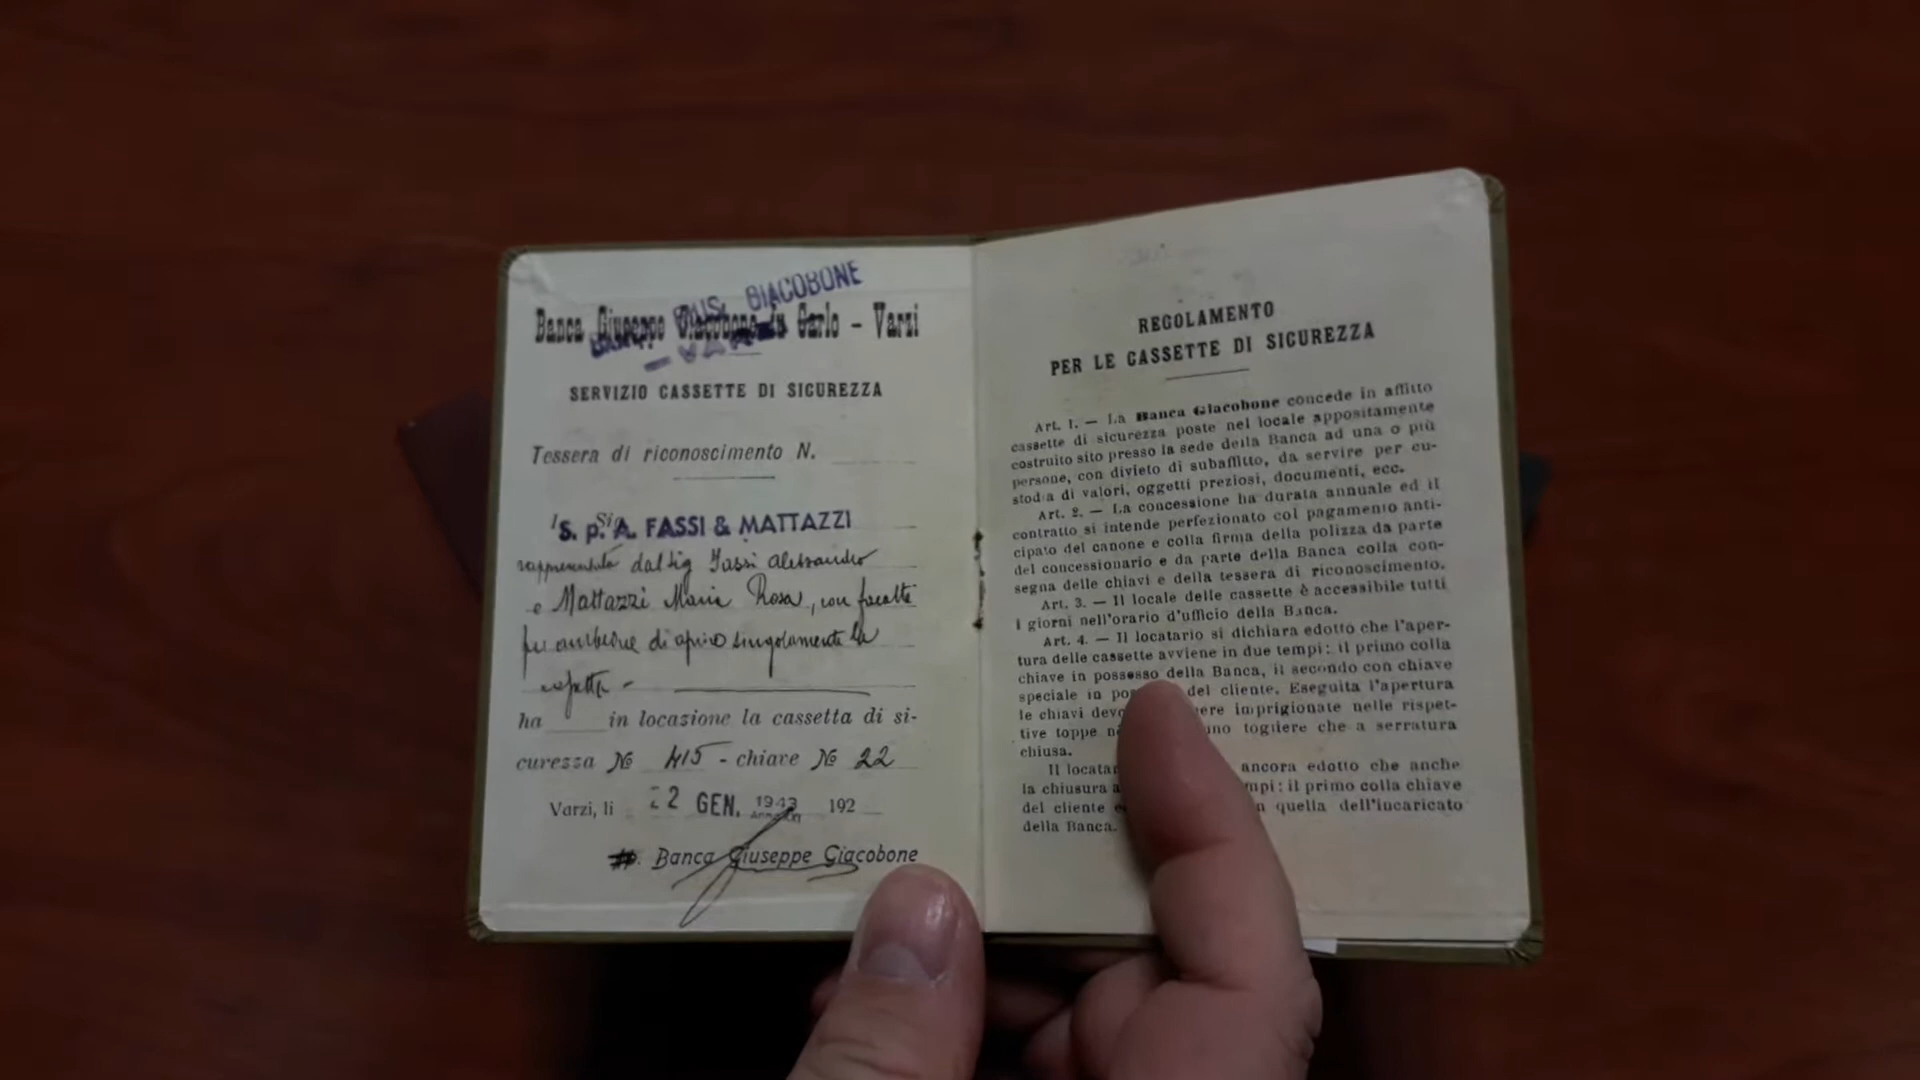 BANCA GIUS. GIACOBONE
Banca Giuseppe Giacobone fu Carlo - Varzi
- VARZI
SERVIZIO CASSETTE DI SICUREZZA
Tessera di riconoscimento N.
I Sig
S. p. A. FASSI & MATTAZZI
rappresentata dal sig Fassi Alessandro
e Mattazzi Maria Rosa, con facoltà
per ambedue di aprire singolarmente la
ha in locazione la cassetta di si-
curezza № 415 - chiave № 22
Varzi, li 22 GEN. 1943 192
Banca Giuseppe Giacobone
REGOLAMENTO
PER LE CASSETTE DI SICUREZZA
Art. 1. — La Banca Giacobone concede in affitto
cassette di sicurezza poste nel locale appositamente
costruito sito presso la sede della Banca ad una o più
persone, con divieto di subaffitto, da servire per cu-
stodia di valori, oggetti preziosi, documenti, ecc.
Art. 2. — La concessione ha durata annuale ed il
contratto si intende perfezionato col pagamento anti-
cipato del canone e colla firma della polizza da parte
del concessionario e da parte della Banca colla con-
segna delle chiavi e della tessera di riconoscimento.
Art. 3. — Il locale delle cassette è accessibile tutti
i giorni nell'orario d'ufficio della Banca.
Art. 4. — Il locatario si dichiara edotto che l'aper-
tura delle cassette avviene in due tempi: il primo colla
chiave in possesso della Banca, il secondo con chiave
speciale in del cliente. Eseguita l'apertura
le chiavi imprigionate nelle rispet-
tive toppe togliere che a serratura
chiusa.
Il ancora edotto che anche
la chiusura il primo colla chiave
del cliente quella dell'incaricato
della Banca.